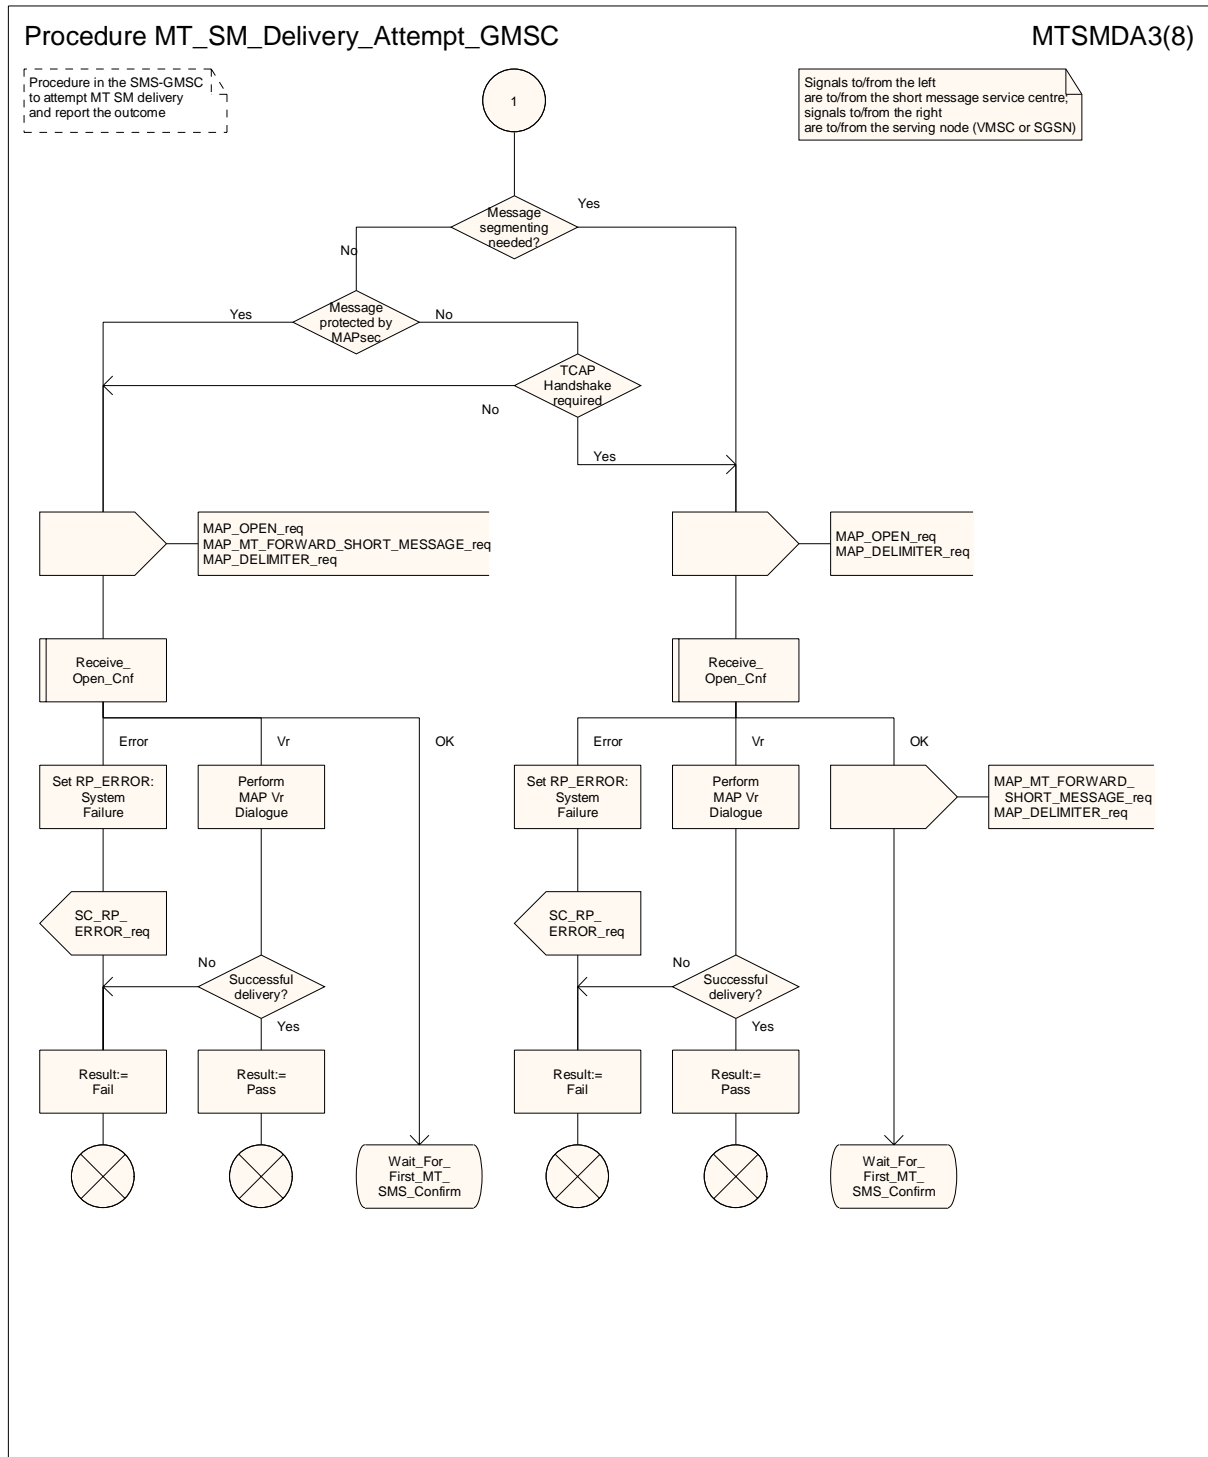 Procedure MT_SM_Delivery_Attempt_GMSC
MTSMDA3(8)
Procedure in the SMS-GMSC
to attempt MT SM delivery
and report the outcome
1
Signals to/from the left
are to/from the short message service centre;
signals to/from the right
are to/from the serving node (VMSC or SGSN)
Message
segmenting
needed?
Yes
No
Message
protected by
MAPsec
Yes
No
TCAP
Handshake
required
No
Yes
MAP_OPEN_req
MAP_MT_FORWARD_SHORT_MESSAGE_req
MAP_DELIMITER_req
MAP_OPEN_req
MAP_DELIMITER_req
Receive_
Open_Cnf
Receive_
Open_Cnf
Error
Vr
OK
Error
Vr
OK
Set RP_ERROR:
System
Failure
Perform
MAP Vr
Dialogue
Set RP_ERROR:
System
Failure
Perform
MAP Vr
Dialogue
MAP_MT_FORWARD_
SHORT_MESSAGE_req
MAP_DELIMITER_req
SC_RP_
ERROR_req
SC_RP_
ERROR_req
No
Successful
delivery?
Yes
No
Successful
delivery?
Yes
Result:=
Fail
Result:=
Pass
Result:=
Fail
Result:=
Pass
Wait_For_
First_MT_
SMS_Confirm
Wait_For_
First_MT_
SMS_Confirm